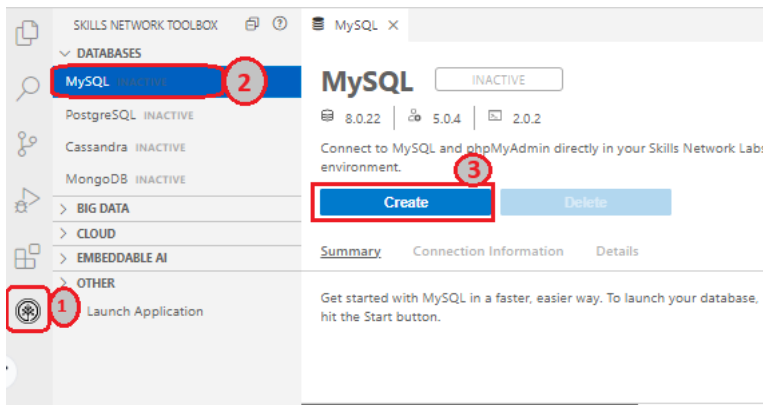 SKILLS NETWORK TOOLBOX
DATABASES
MySQL INACTIVE
2
PostgreSQL INACTIVE
Cassandra INACTIVE
MongoDB INACTIVE
BIG DATA
CLOUD
EMBEDDABLE AI
OTHER
1
Launch Application
MySQL
MySQL INACTIVE
8.0.22 5.0.4 2.0.2
Connect to MySQL and phpMyAdmin directly in your Skills Network Labs
environment.
3
Create Delete
Summary Connection Information Details
Get started with MySQL in a faster, easier way. To launch your database,
hit the Start button.